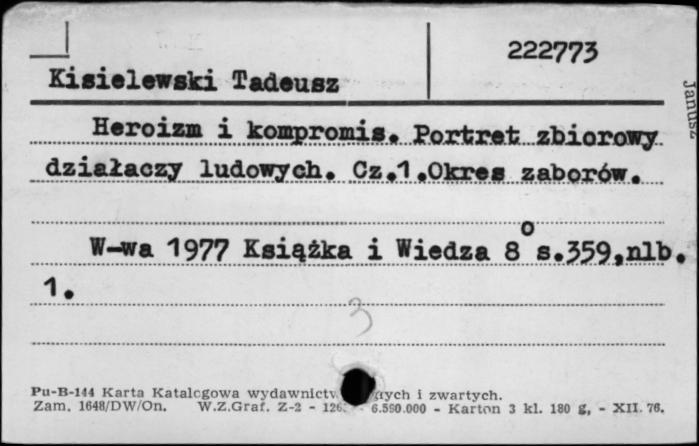 222773
Kisielewski Tadeusz
Heroizm i kompromis. Portret zbiorowy
działaczy ludowych. Cz.1.Okres zaborów.
W-wa 1977 Książka i Wiedza 8° s.359,nlb.
1.
3
Pu-B-144 Karta Katalogowa wydawnictw i zwartych.
Zam. 1648/DW/On. W.Z.Graf. Z-2 - 6.590.000 - Karton 3 kl. 180 g, - XII. 76.
Janusz